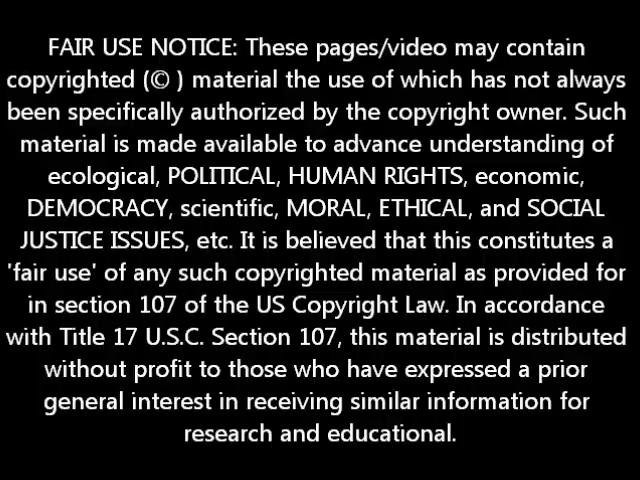 FAIR USE NOTICE: These pages/video may contain
copyrighted (© ) material the use of which has not always
been specifically authorized by the copyright owner. Such
material is made available to advance understanding of
ecological, POLITICAL, HUMAN RIGHTS, economic,
DEMOCRACY, scientific, MORAL, ETHICAL, and SOCIAL
JUSTICE ISSUES, etc. It is believed that this constitutes a
'fair use' of any such copyrighted material as provided for
in section 107 of the US Copyright Law. In accordance
with Title 17 U.S.C. Section 107, this material is distributed
without profit to those who have expressed a prior
general interest in receiving similar information for
research and educational.